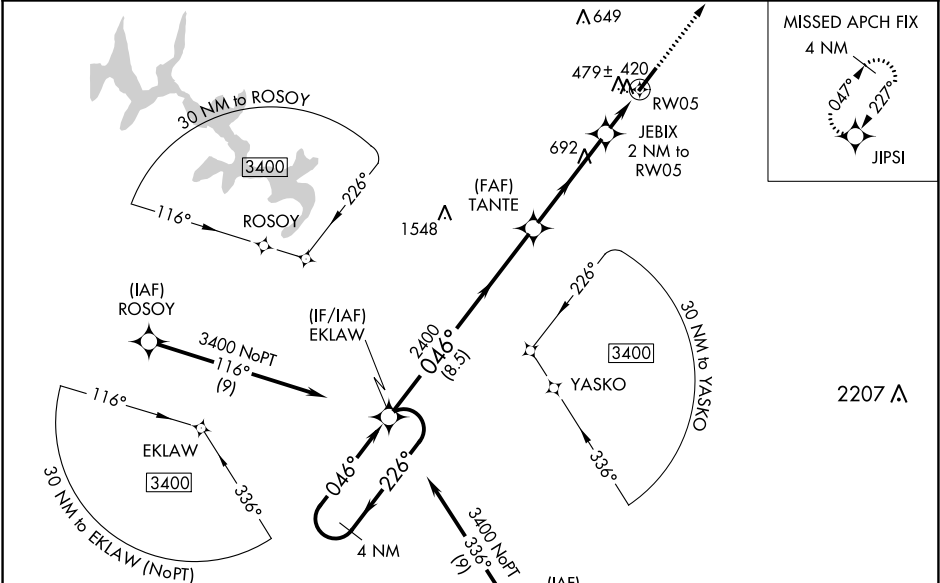 649
479± 420
RW05
JEBIX
2 NM to
RW05
692
(FAF)
TANTE
1548
MISSED APCH FIX
4 NM
047°
227°
JIPSI
30 NM to ROSOY
3400
116°
226°
ROSOY
(IAF)
ROSOY
3400 NoPT
116°
(9)
(IF/IAF)
EKLAW
2400
046°
(8.5)
226°
30 NM to YASKO
3400
YASKO
336°
2207
116°
EKLAW
3400
336°
30 NM to EKLAW (NoPT)
046°
226°
4 NM
3400 NoPT
336°
(9)
(IAF)